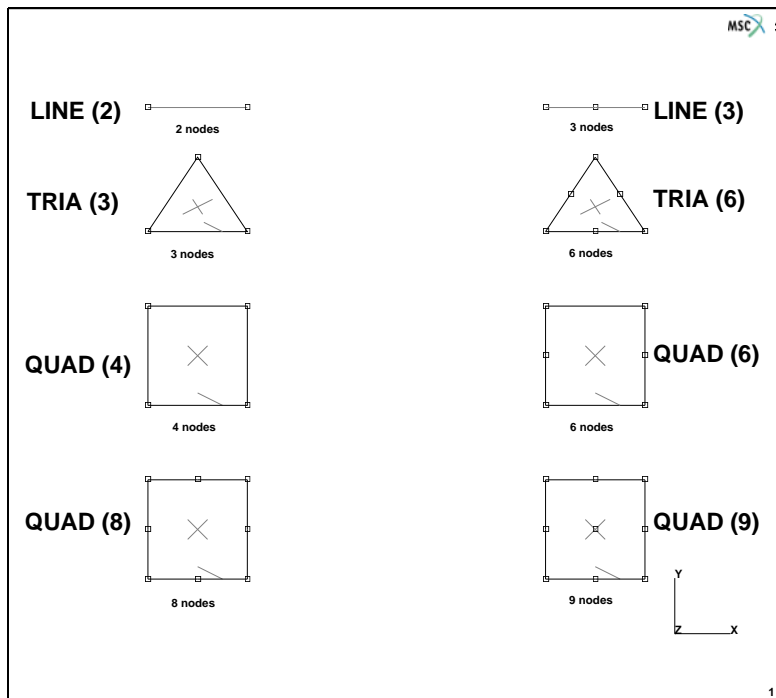 MSC
LINE (2)
2 nodes
3 nodes
LINE (3)
TRIA (3)
3 nodes
6 nodes
TRIA (6)
QUAD (4)
4 nodes
6 nodes
QUAD (6)
QUAD (8)
8 nodes
9 nodes
QUAD (9)
Y
Z X
1